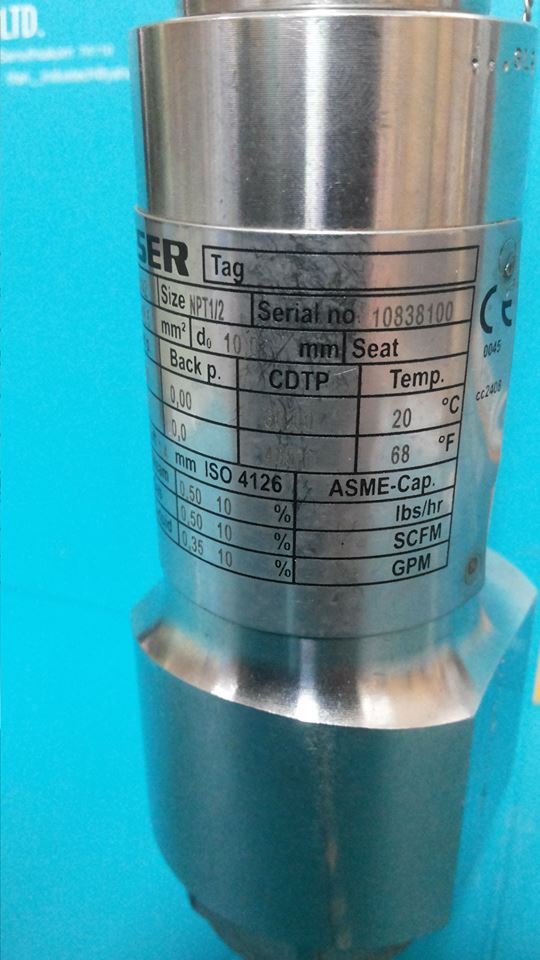 LTD.
SER Tag
Size NPT1/2 Serial no. 10838100
mm² d₀ 10 mm Seat
Back p. CDTP Temp.
0,00 20 °C
0,0 68 °F
mm ISO 4126 ASME-Cap.
0,50 10 % lbs/hr
0,50 10 % SCFM
0,35 10 % GPM
CE
0045
cc2408